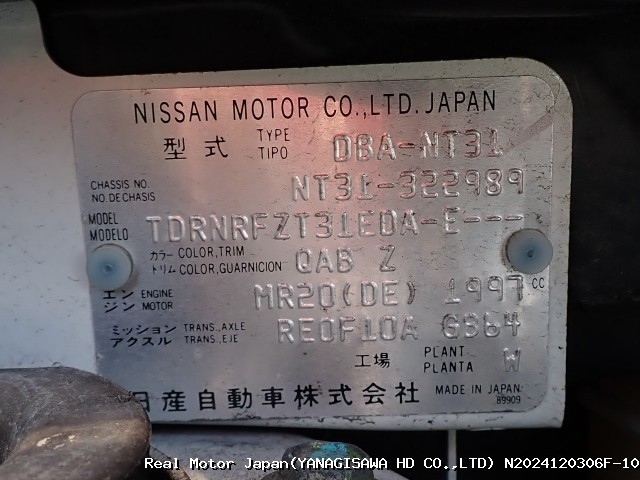 NISSAN MOTOR CO.,LTD. JAPAN
型式 TYPE TIPO DBA-NT31
CHASSIS NO. NO.DE CHASIS NT31-322989
MODEL MODELO TDRNRFZT31EDA-E---
カラー COLOR,TRIM
トリム COLOR,GUARNICION QAB Z
エンジン ENGINE MOTOR MR20(DE) 1997 CC
ミッション TRANS.,AXLE
アクスル TRANS.,EJE RE0F10A G364
工場 PLANT PLANTA W
日産自動車株式会社 MADE IN JAPAN
89909
Real Motor Japan(YANAGISAWA HD CO.,LTD) N2024120306F-10